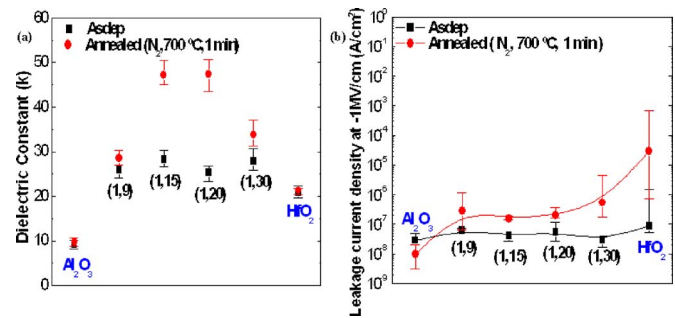 (a)
Asdep
Annealed (N2, 700 ºC, 1 min)
Dielectric Constant (k)
60
50
40
30
20
10
0
Al2O3
(1,9)
(1,15)
(1,20)
(1,30)
HfO2
(b)
Asdep
Annealed (N2, 700 ºC, 1 min)
Leakage current density at -1MV/cm (A/cm²)
10⁰
10⁻¹
10⁻²
10⁻³
10⁻⁴
10⁻⁵
10⁻⁶
10⁻⁷
10⁻⁸
10⁻⁹
Al2O3
(1,9)
(1,15)
(1,20)
(1,30)
HfO2